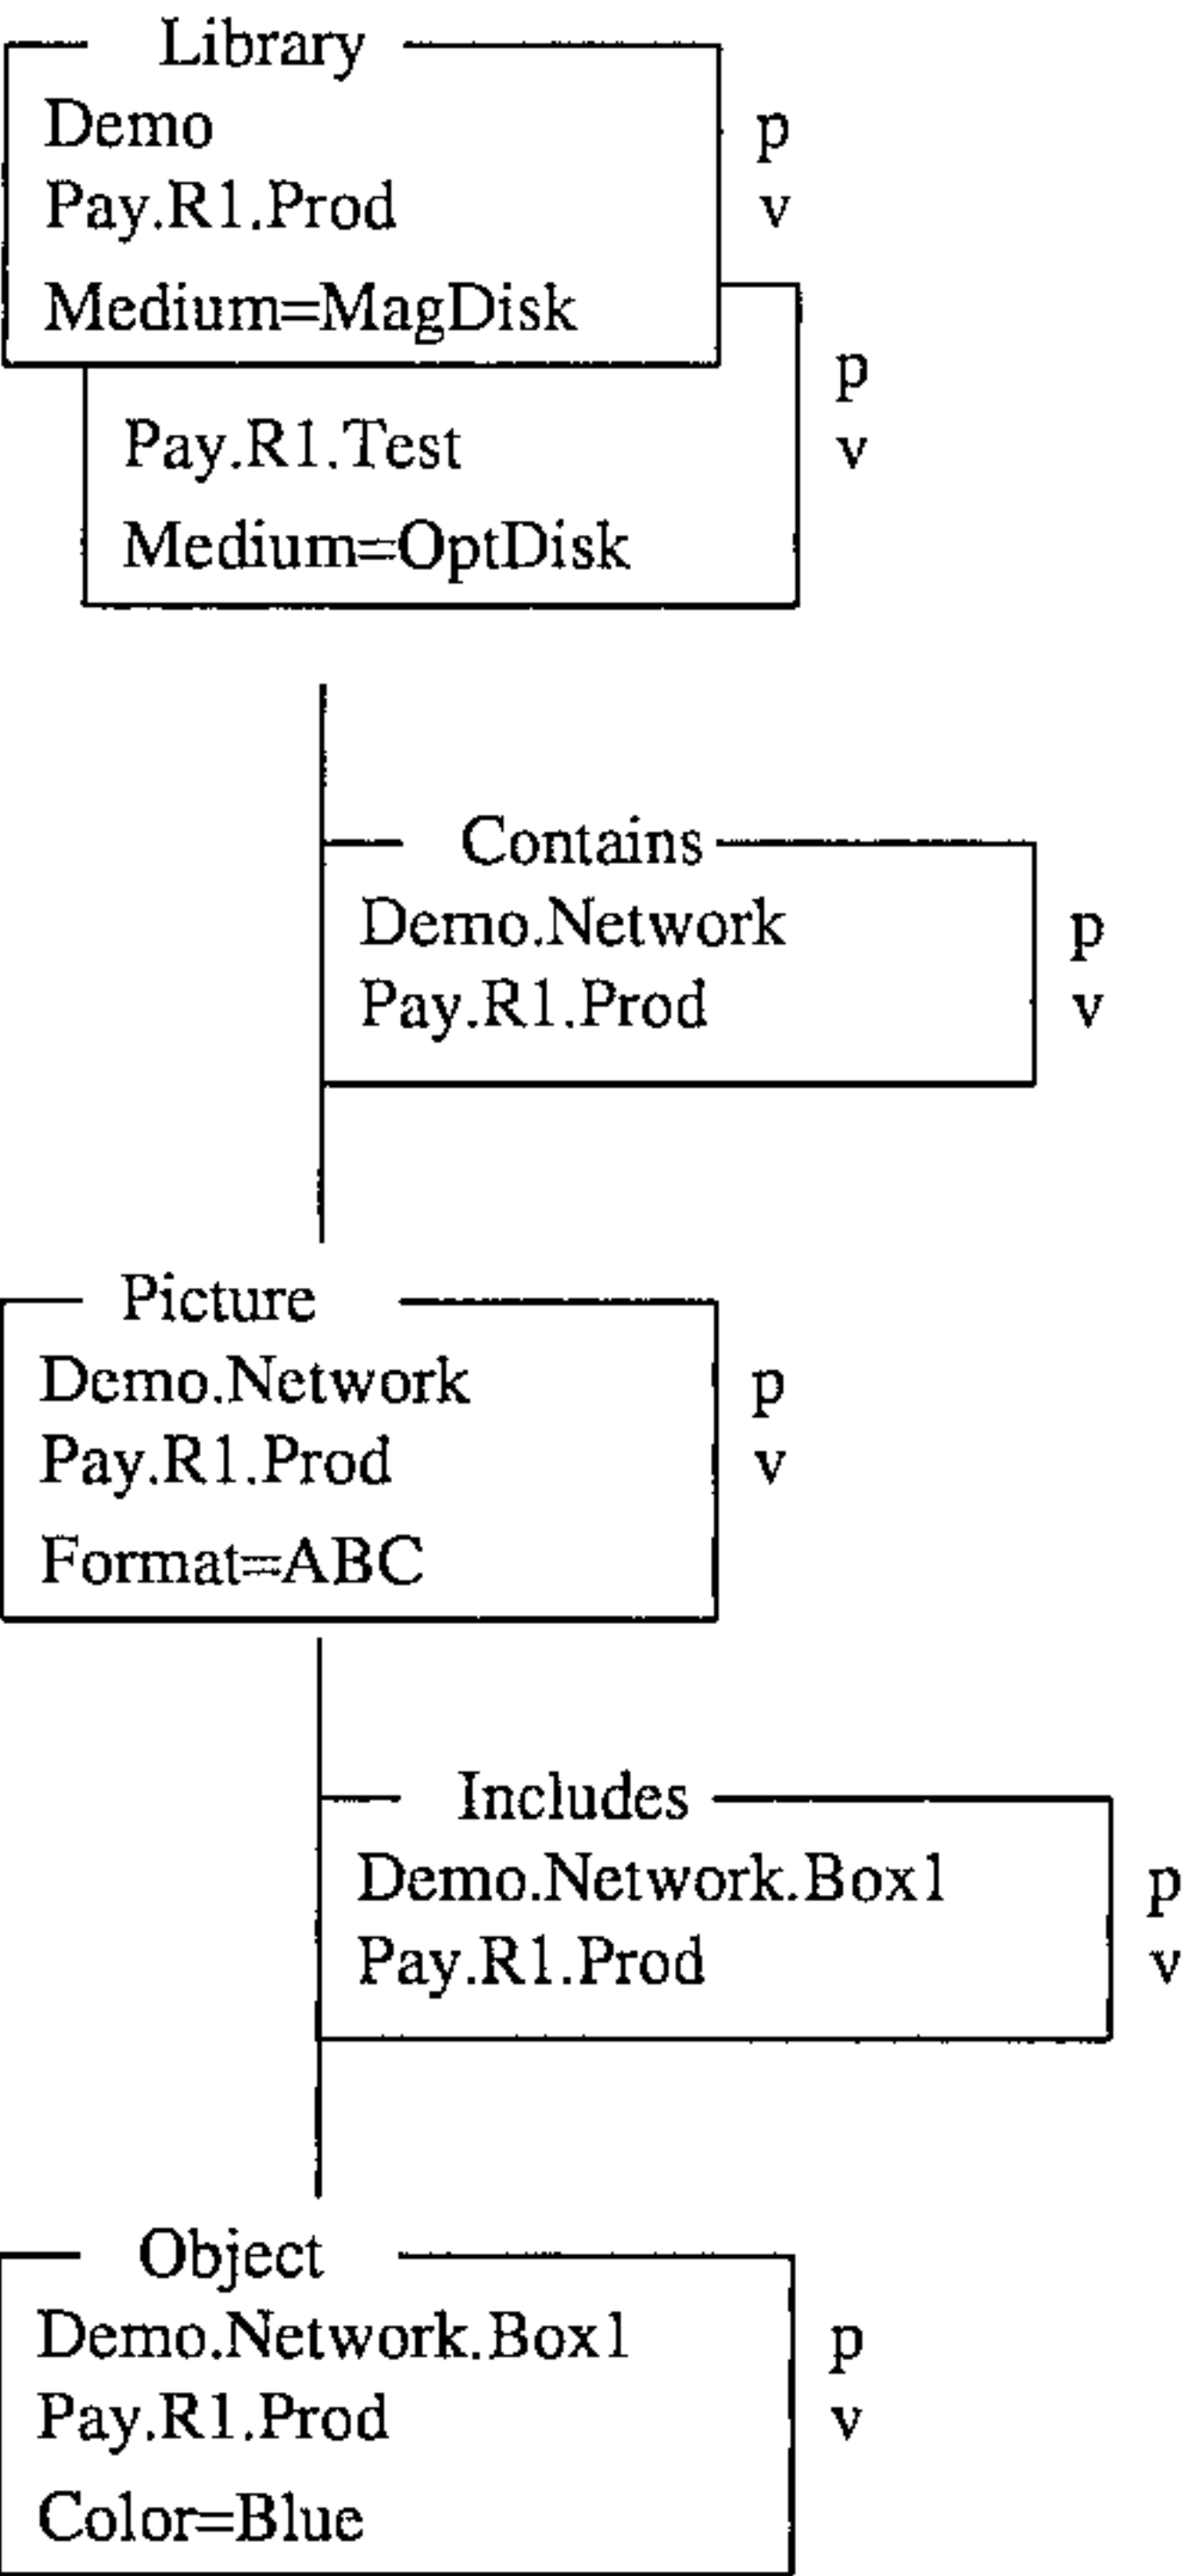 Library
Demo p
Pay.R1.Prod v
Medium=MagDisk
p
Pay.R1.Test v
Medium=OptDisk
Contains
Demo.Network p
Pay.R1.Prod v
Picture
Demo.Network p
Pay.R1.Prod v
Format=ABC
Includes
Demo.Network.Box1 p
Pay.R1.Prod v
Object
Demo.Network.Box1 p
Pay.R1.Prod v
Color=Blue